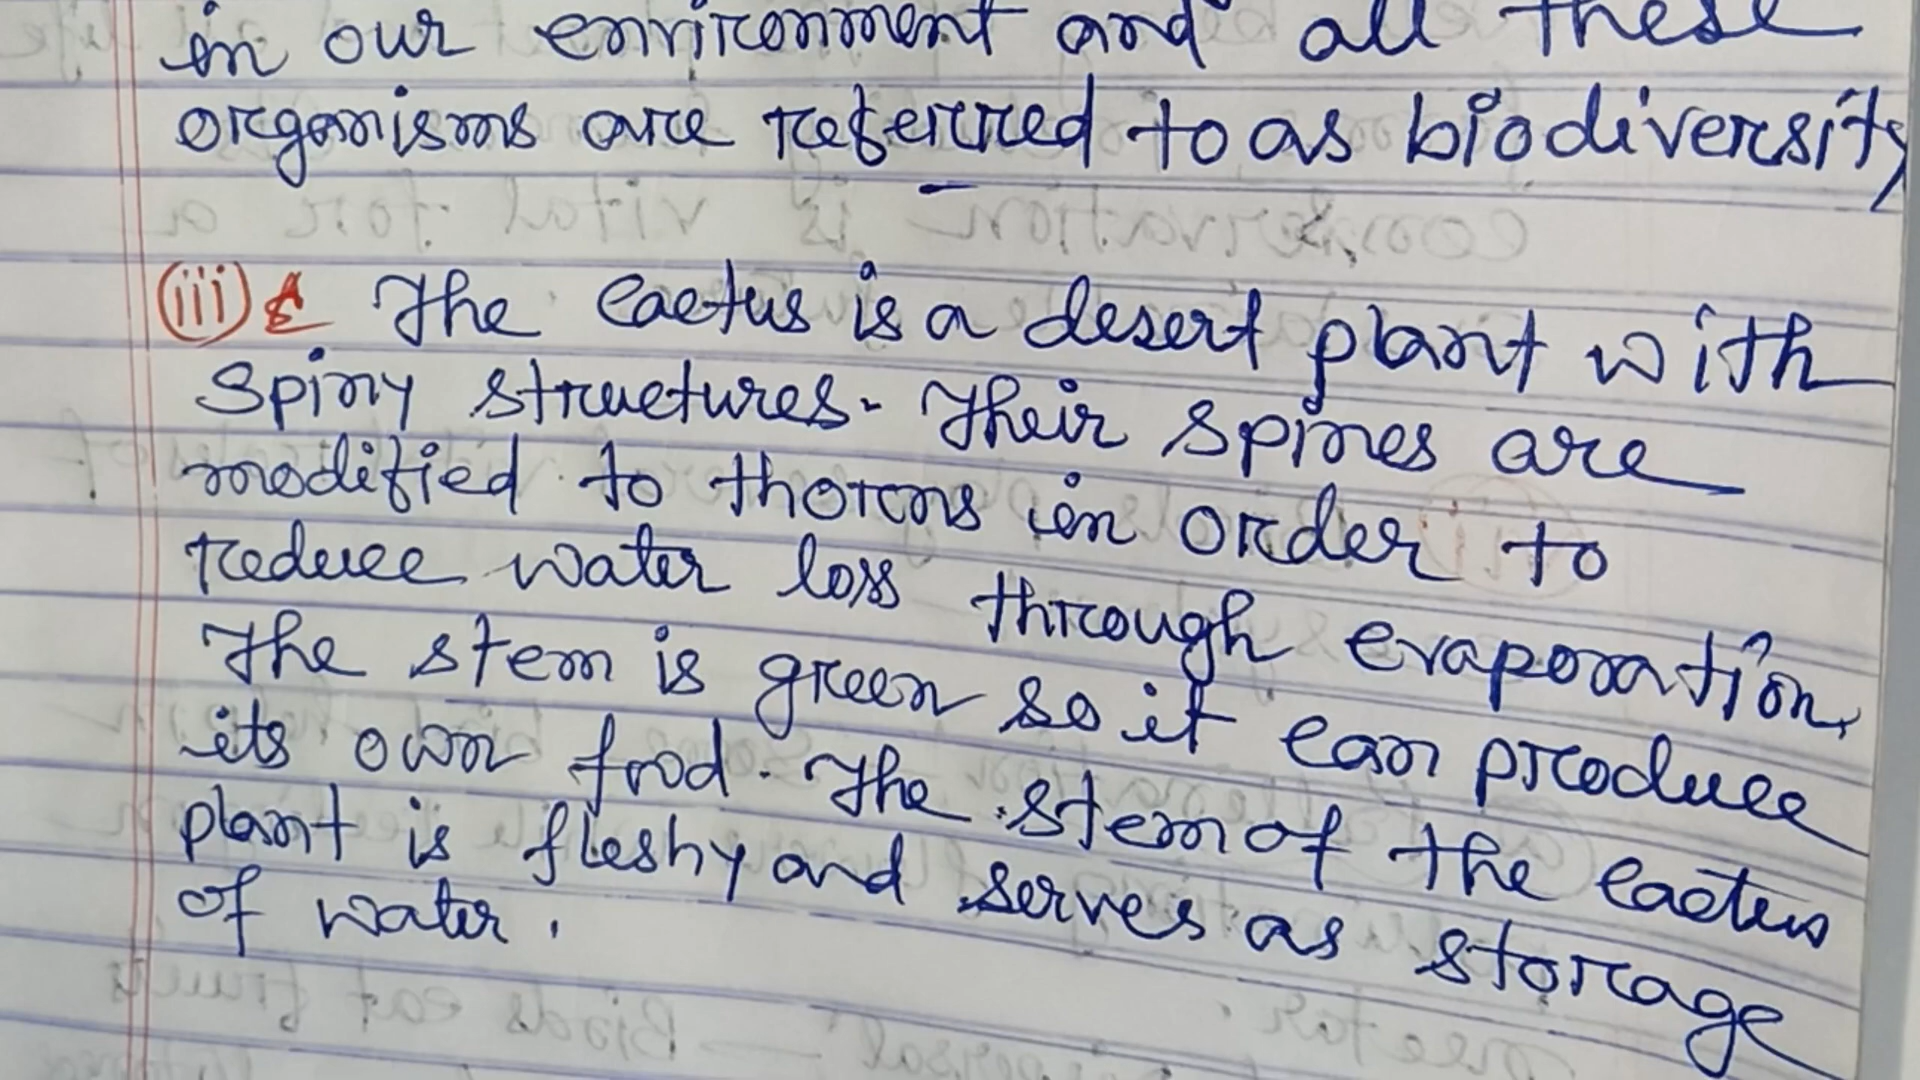 in our environment and all these
organisms are referred to as biodiversity
(iii) The cactus is a desert plant with
spiny structures. Their spines are
modified to thorns in order to
reduce water loss through evaporation.
The stem is green so it can produce
its own food. The stem of the cactus
plant is fleshy and serves as storage
of water.